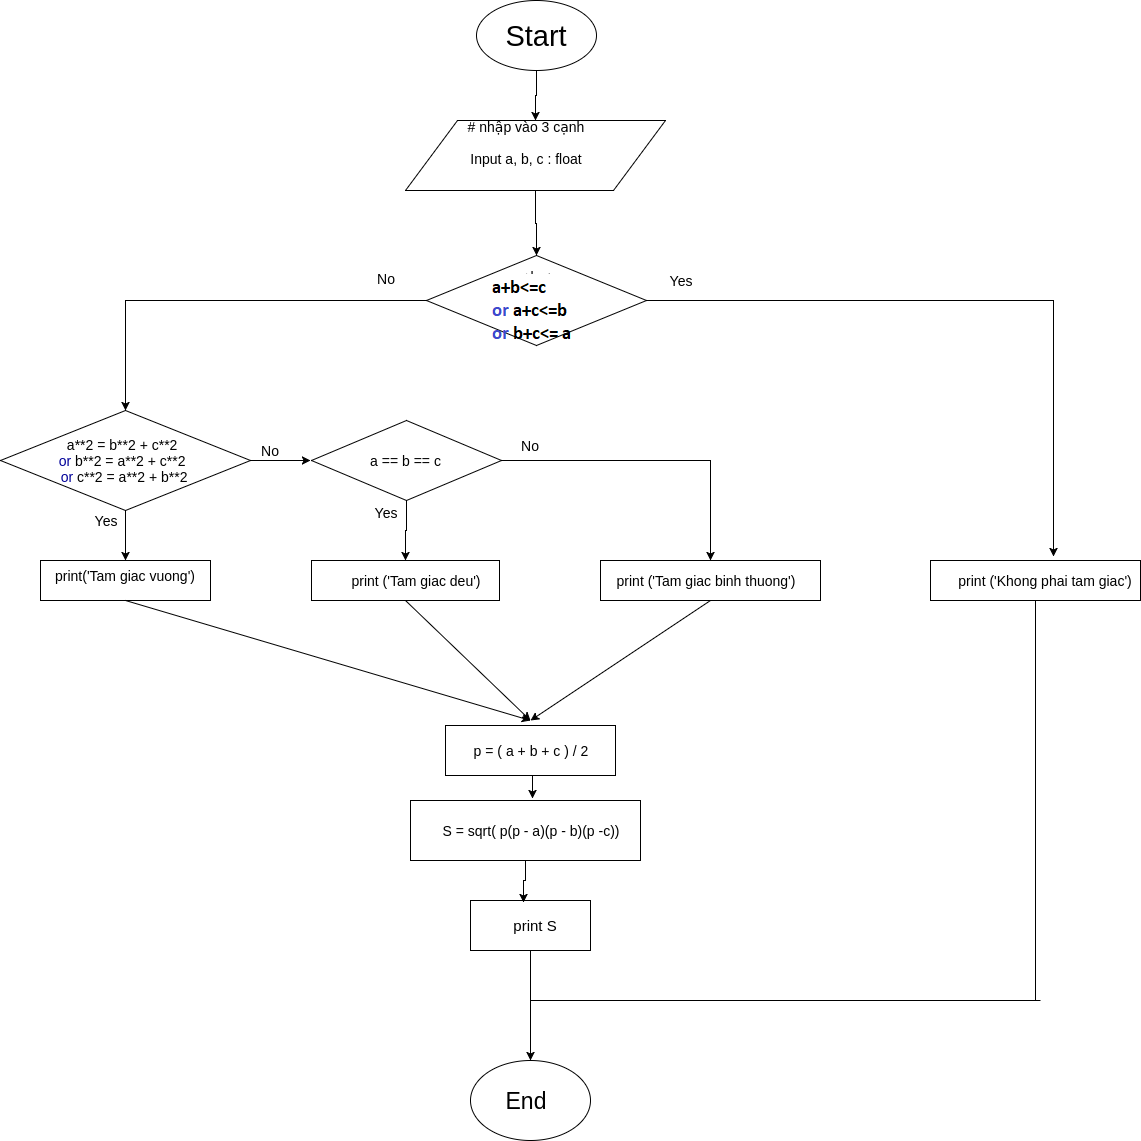 Start
# nhập vào 3 cạnh
Input a, b, c : float
No
Yes
a+b<=c
or a+c<=b
or b+c<= a
a**2 = b**2 + c**2
or b**2 = a**2 + c**2
or c**2 = a**2 + b**2
No
a == b == c
No
Yes
Yes
print('Tam giac vuong')
print ('Tam giac deu')
print ('Tam giac binh thuong')
print ('Khong phai tam giac')
p = ( a + b + c ) / 2
S = sqrt( p(p - a)(p - b)(p -c))
print S
End